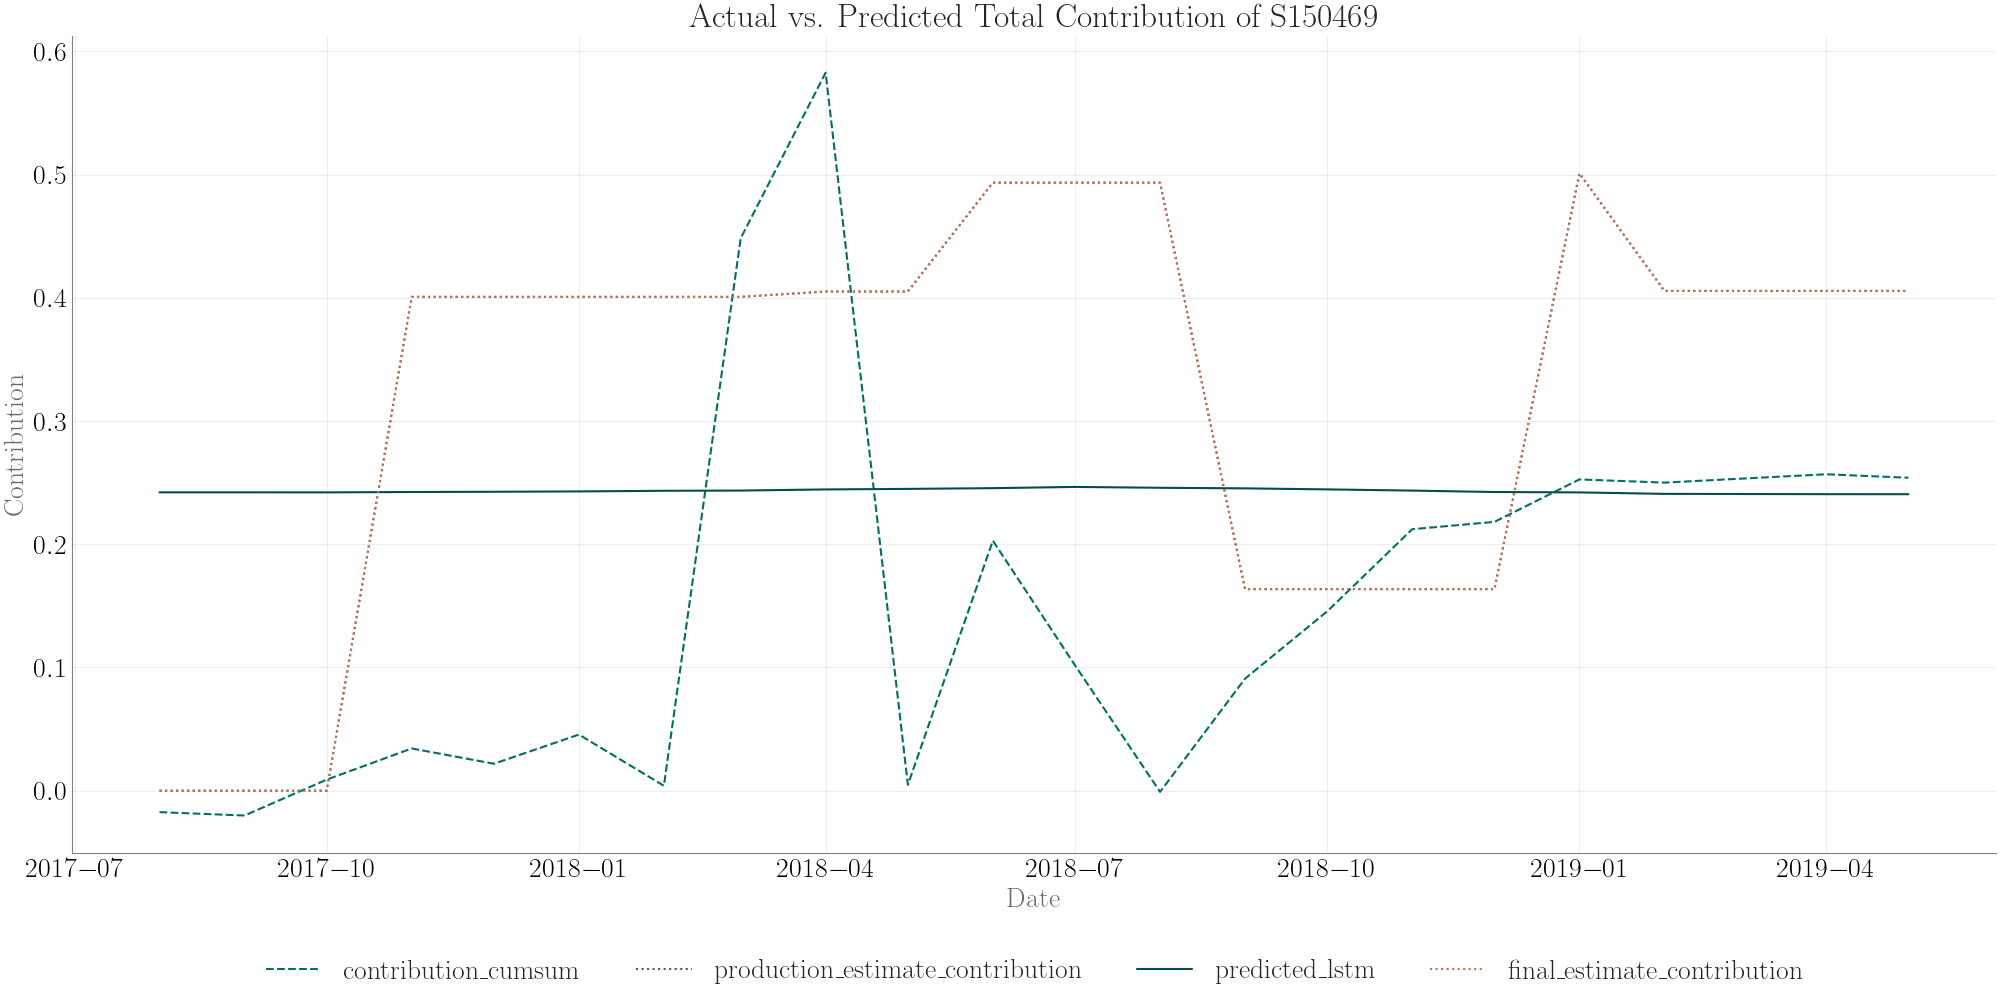 Actual vs. Predicted Total Contribution of S150469
0.6
0.5
0.4
0.3
0.2
0.1
0.0
Contribution
2017–07 2017–10 2018–01 2018–04 2018–07 2018–10 2019–01 2019–04
Date
contribution_cumsum production_estimate_contribution predicted_lstm final_estimate_contribution